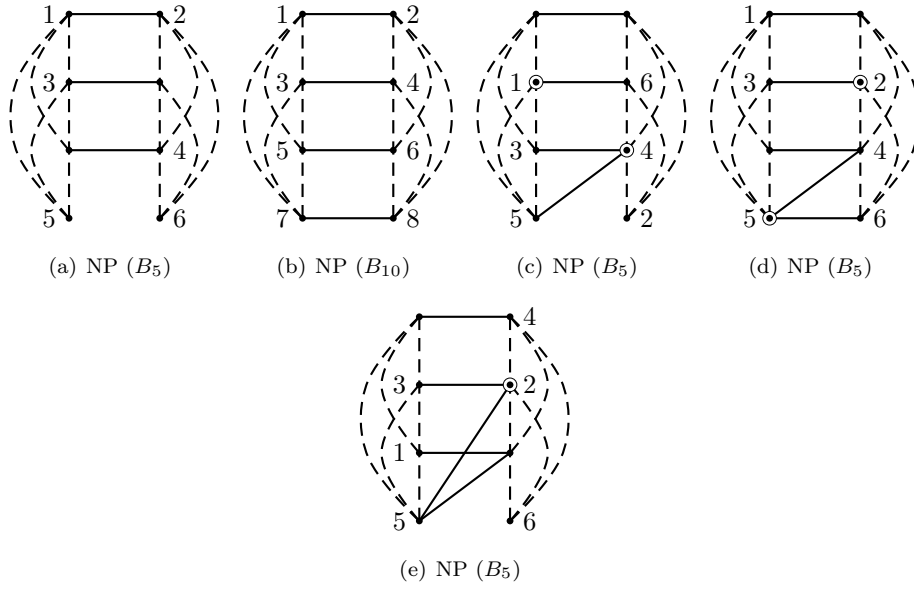 1 2 1 2 1
3 3 4 1 6 3 2
4 5 6 3 4 4
5 6 7 8 5 2 5 6
(a) NP (B₅) (b) NP (B₁₀) (c) NP (B₅) (d) NP (B₅)
4
3 2
1
5 6
(e) NP (B₅)